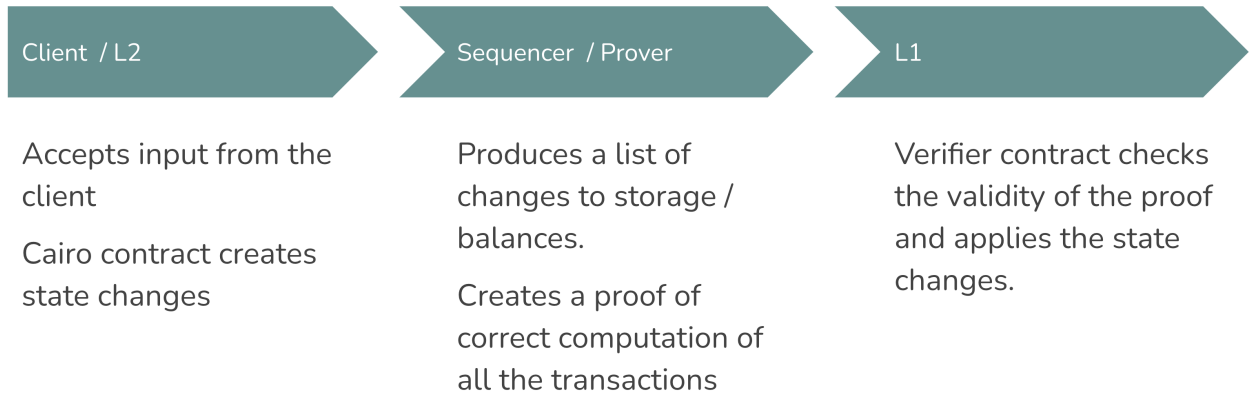 Client / L2
Accepts input from the
client
Cairo contract creates
state changes
Sequencer / Prover
Produces a list of
changes to storage /
balances.
Creates a proof of
correct computation of
all the transactions
L1
Verifier contract checks
the validity of the proof
and applies the state
changes.